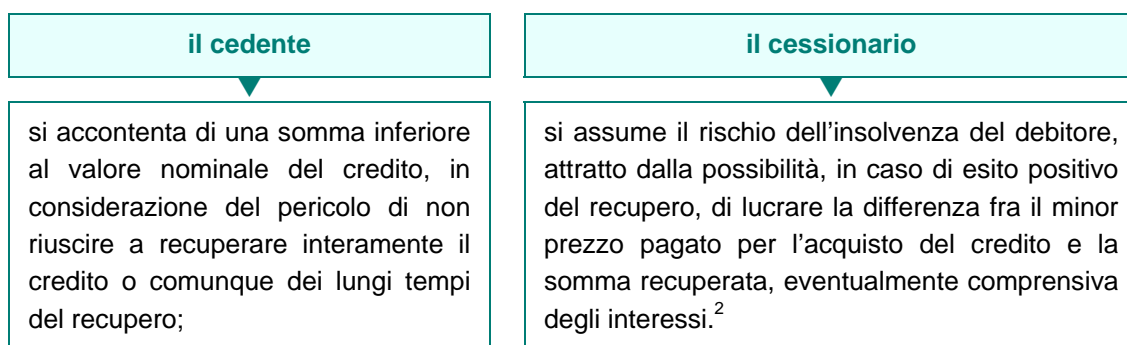 il cedente
si accontenta di una somma inferiore
al valore nominale del credito, in
considerazione del pericolo di non
riuscire a recuperare interamente il
credito o comunque dei lunghi tempi
del recupero;
il cessionario
si assume il rischio dell'insolvenza del debitore,
attratto dalla possibilità, in caso di esito positivo
del recupero, di lucrare la differenza fra il minor
prezzo pagato per l'acquisto del credito e la
somma recuperata, eventualmente comprensiva
degli interessi.2